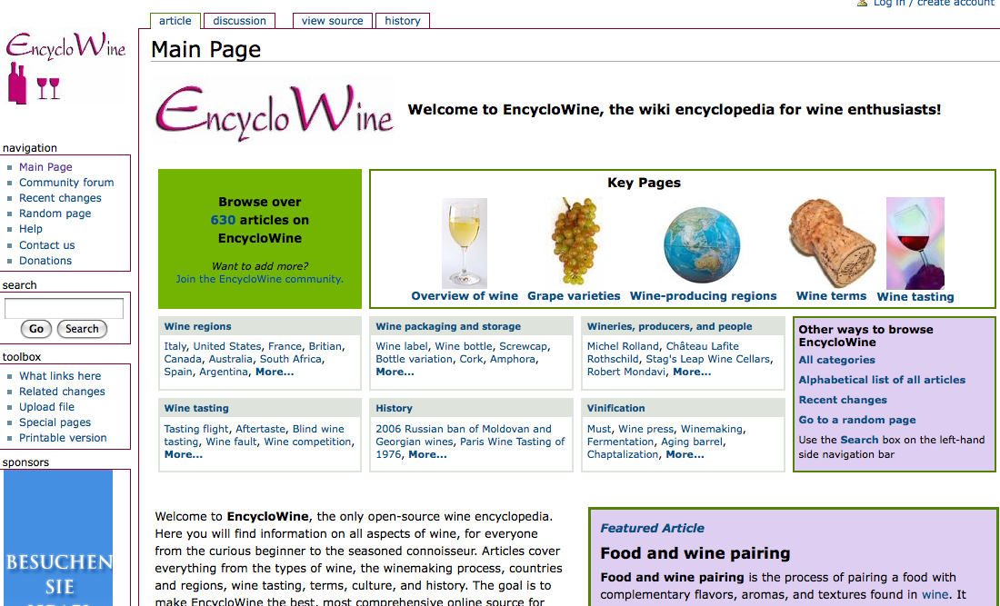 Log in / create account
article
discussion
view source
history
EncycloWine
Main Page
EncycloWine
Welcome to EncycloWine, the wiki encyclopedia for wine enthusiasts!
navigation
Main Page
Community forum
Recent changes
Random page
Help
Contact us
Donations
search
Go
Search
toolbox
What links here
Related changes
Upload file
Special pages
Printable version
sponsors
BESUCHEN
SIE
Browse over
630 articles on
EncycloWine
Want to add more?
Join the EncycloWine community.
Key Pages
Overview of wine
Grape varieties
Wine-producing regions
Wine terms
Wine tasting
Wine regions
Italy, United States, France, Britian,
Canada, Australia, South Africa,
Spain, Argentina, More...
Wine packaging and storage
Wine label, Wine bottle, Screwcap,
Bottle variation, Cork, Amphora,
More...
Wineries, producers, and people
Michel Rolland, Château Lafite
Rothschild, Stag's Leap Wine Cellars,
Robert Mondavi, More...
Other ways to browse
EncycloWine
All categories
Alphabetical list of all articles
Recent changes
Go to a random page
Use the Search box on the left-hand
side navigation bar
Wine tasting
Tasting flight, Aftertaste, Blind wine
tasting, Wine fault, Wine competition,
More...
History
2006 Russian ban of Moldovan and
Georgian wines, Paris Wine Tasting of
1976, More...
Vinification
Must, Wine press, Winemaking,
Fermentation, Aging barrel,
Chaptalization, More...
Welcome to EncycloWine, the only open-source wine encyclopedia.
Here you will find information on all aspects of wine, for everyone
from the curious beginner to the seasoned connoisseur. Articles cover
everything from the types of wine, the winemaking process, countries
and regions, wine tasting, terms, culture, and history. The goal is to
make EncycloWine the best, most comprehensive online source for
Featured Article
Food and wine pairing
Food and wine pairing is the process of pairing a food with
complementary flavors, aromas, and textures found in wine. It